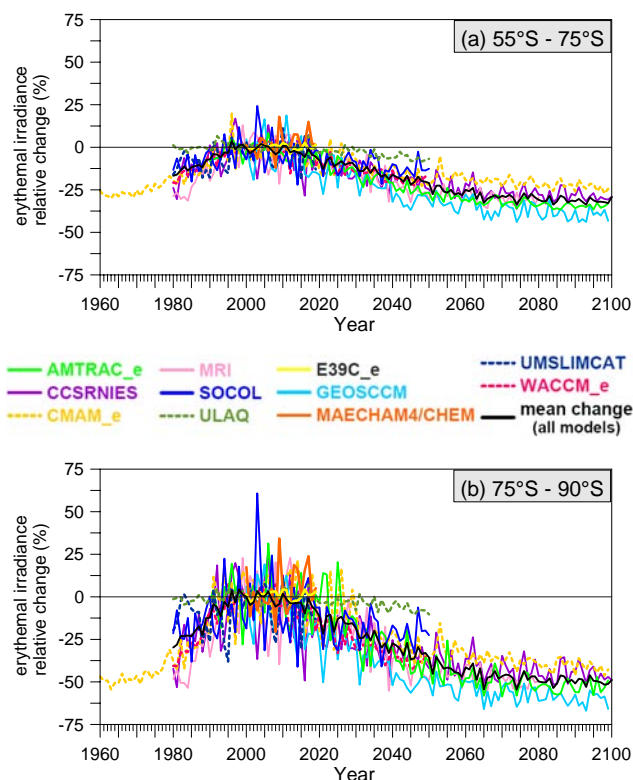 75
50
25
0
-25
-50
-75
erythemal irradiance
relative change (%)
(a) 55°S - 75°S
1960 1980 2000 2020 2040 2060 2080 2100
Year
AMTRAC_e MRI E39C_e UMSLIMCAT
CCSRNIES SOCOL GEOSCCM WACCM_e
CMAM_e ULAQ MAECHAM4/CHEM mean change
(all models)
75
50
25
0
-25
-50
-75
erythemal irradiance
relative change (%)
(b) 75°S - 90°S
1960 1980 2000 2020 2040 2060 2080 2100
Year